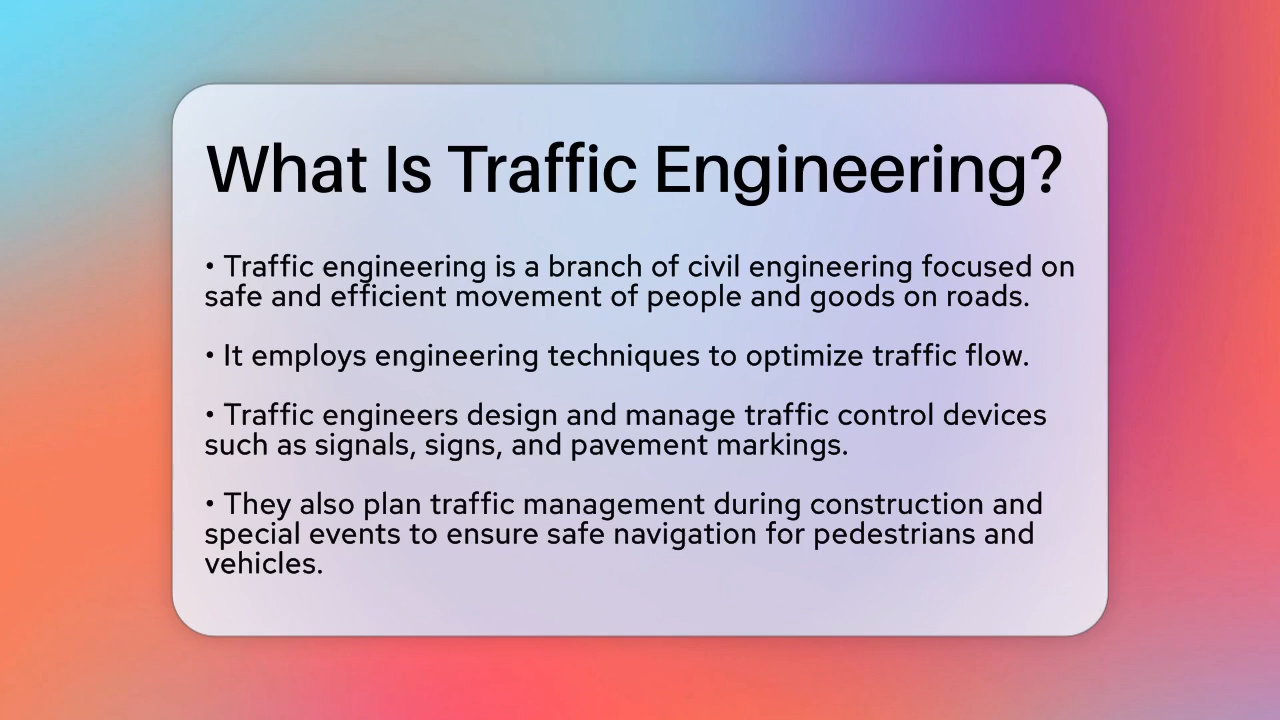 What Is Traffic Engineering?
• Traffic engineering is a branch of civil engineering focused on
safe and efficient movement of people and goods on roads.
• It employs engineering techniques to optimize traffic flow.
• Traffic engineers design and manage traffic control devices
such as signals, signs, and pavement markings.
• They also plan traffic management during construction and
special events to ensure safe navigation for pedestrians and
vehicles.